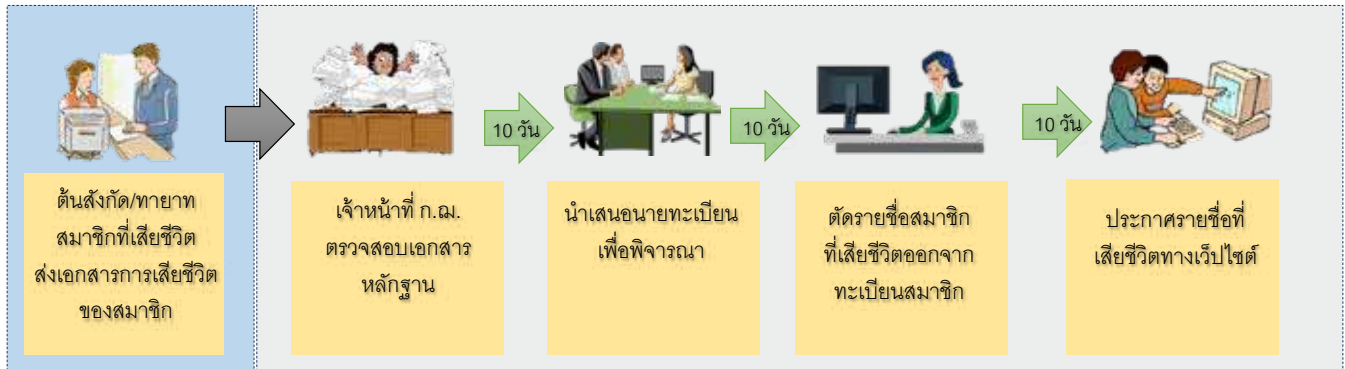 ต้นสังกัด/ทายาท
สมาชิกที่เสียชีวิต
ส่งเอกสารการเสียชีวิต
ของสมาชิก
เจ้าหน้าที่ ก.ฌ.
ตรวจสอบเอกสาร
หลักฐาน
10 วัน
นำเสนอนายทะเบียน
เพื่อพิจารณา
10 วัน
ตัดรายชื่อสมาชิก
ที่เสียชีวิตออกจาก
ทะเบียนสมาชิก
10 วัน
ประกาศรายชื่อที่
เสียชีวิตทางเว็ปไซต์